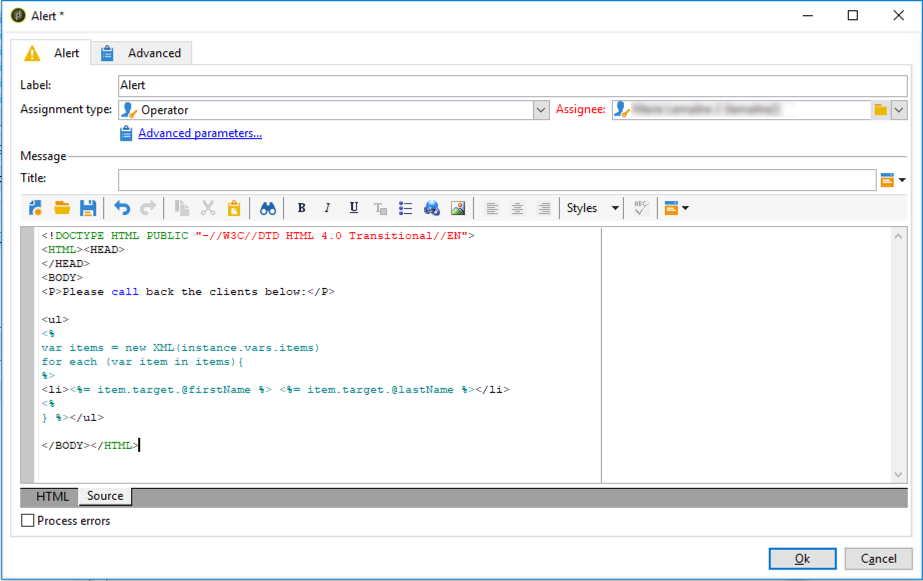 Alert *
Alert Advanced
Label: Alert
Assignment type: Operator Assignee:
Advanced parameters...
Message
Title:
B I U T Styles ABC
<!DOCTYPE HTML PUBLIC "-//W3C//DTD HTML 4.0 Transitional//EN">
<HTML><HEAD>
</HEAD>
<BODY>
<P>Please call back the clients below:</P>
<ul>
<%
var items = new XML(instance.vars.items)
for each (var item in items){
%>
<li><%= item.target.@firstName %> <%= item.target.@lastName %></li>
<%
} %></ul>
</BODY></HTML>
HTML Source
Process errors
Ok Cancel